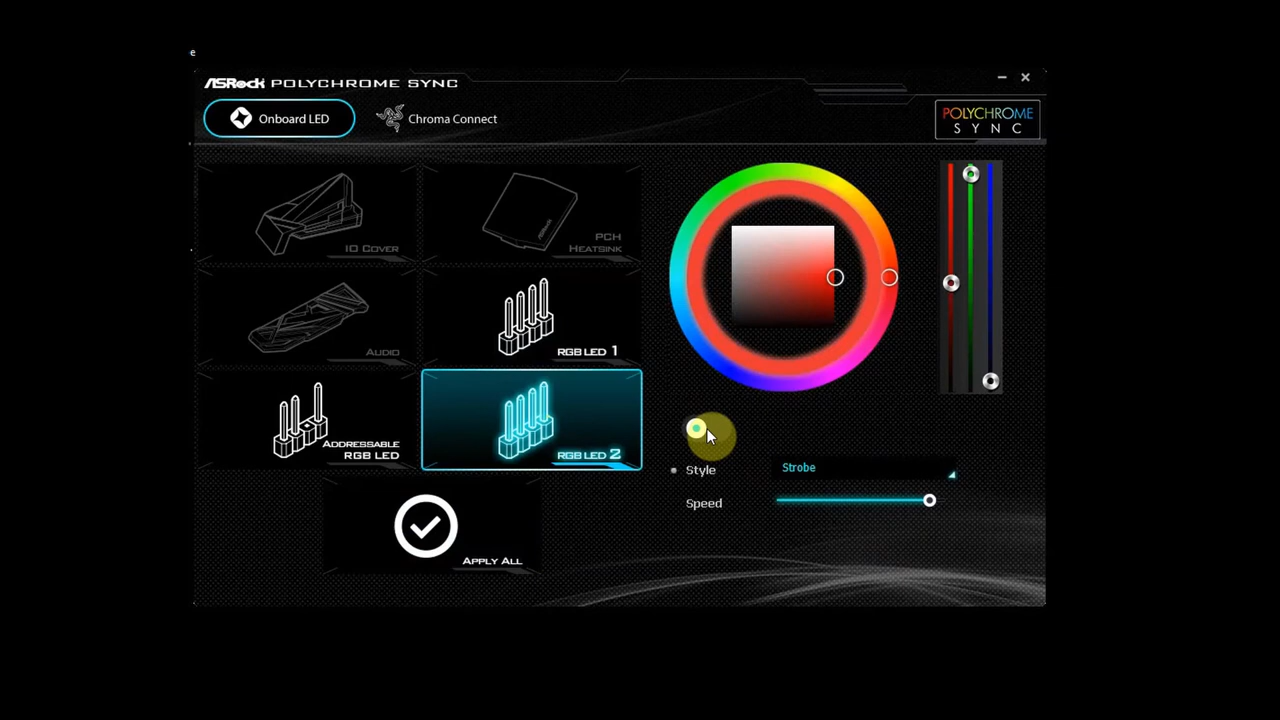 e
ASRock POLYCHROME SYNC
Onboard LED
Chroma Connect
POLYCHROME
SYNC
IO COVER
PCH
HEATSINK
ASRock
AUDIO
RGB LED 1
ADDRESSABLE
RGB LED
RGB LED 2
APPLY ALL
Style
Strobe
Speed